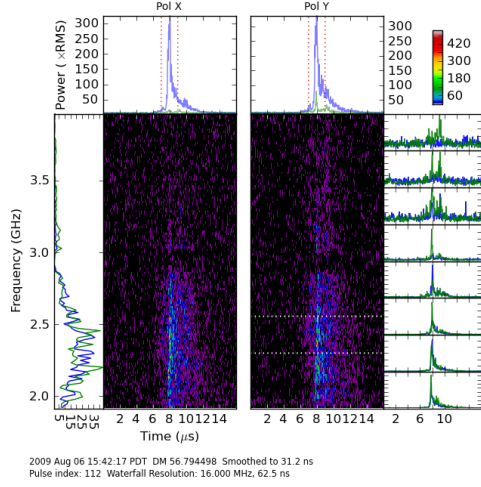 Pol X Pol Y
Power ( ×RMS)
300
250
200
150
100
50
300
250
200
150
100
50
420
300
180
60
Frequency (GHz)
3.5
3.0
2.5
2.0
5 15 25 35
2 4 6 8 10 12 14
2 4 6 8 10 12 14
2 6 10
Time (μs)
2009 Aug 06 15:42:17 PDT DM 56.794498 Smoothed to 31.2 ns
Pulse index: 112 Waterfall Resolution: 16.000 MHz, 62.5 ns